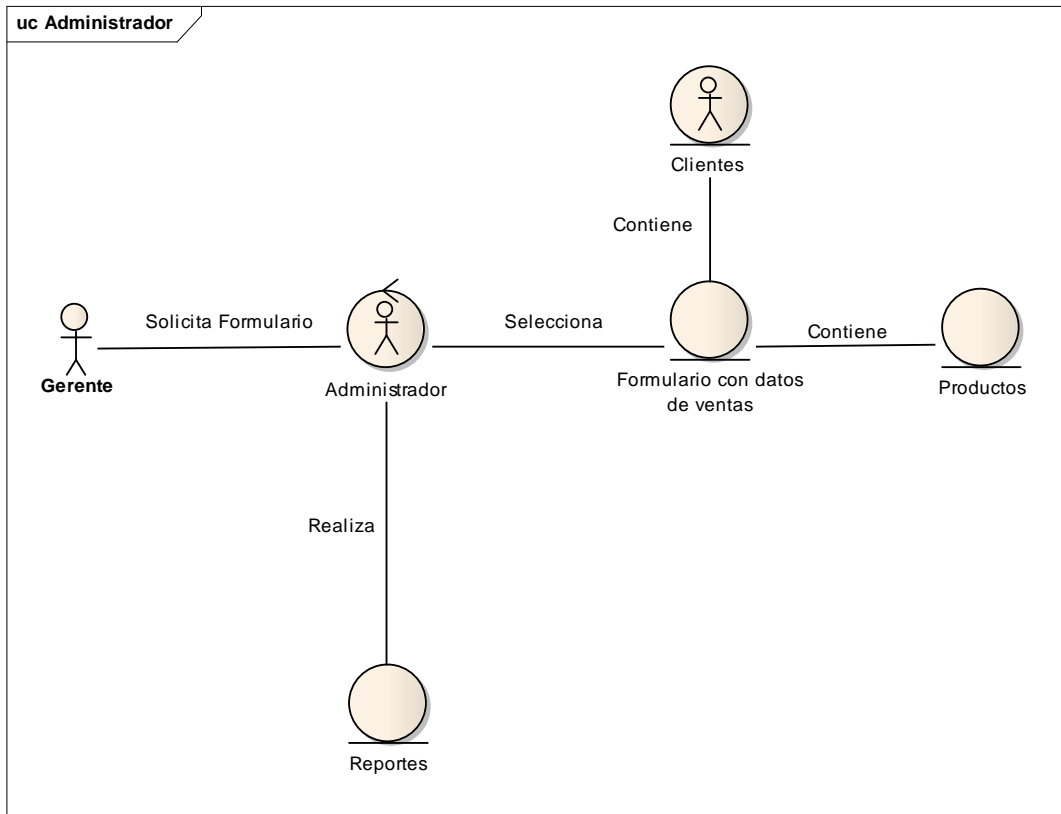 uc Administrador
Clientes
Contiene
Solicita Formulario
Selecciona
Contiene
Gerente
Administrador
Formulario con datos
de ventas
Productos
Realiza
Reportes